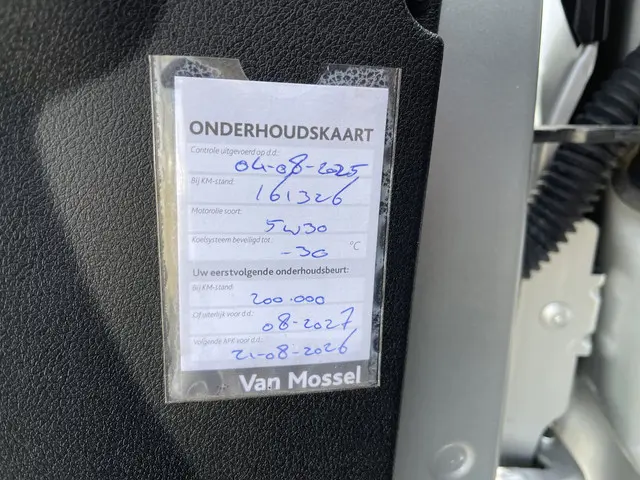 ONDERHOUDSKAART
Controle uitgevoerd op d.d.:
04-08-2025
Bij KM-stand:
161326
Motorolie soort:
5W30
Koelsysteem beveiligd tot:
-30 °C
Uw eerstvolgende onderhoudsbeurt:
Bij KM-stand:
200.000
Of uiterlijk voor d.d.:
08-2027
Volgende APK voor d.d.:
21-08-2026
Van Mossel